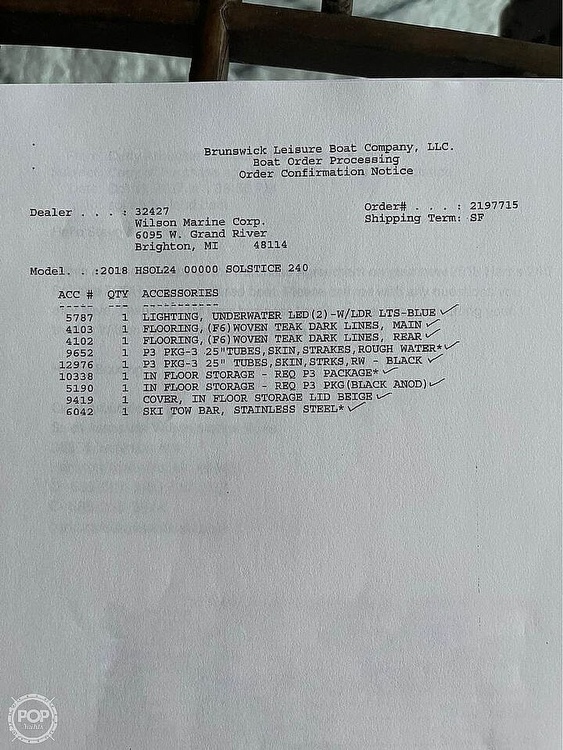 Brunswick Leisure Boat Company, LLC.
Boat Order Processing
Order Confirmation Notice
Dealer . . . : 32427
Wilson Marine Corp.
6095 W. Grand River
Brighton, MI 48114
Order# . . . . : 2197715
Shipping Term: SF
Model. . :2018 HSOL24 00000 SOLSTICE 240
ACC # QTY ACCESSORIES
----- --- -----------
5787 1 LIGHTING, UNDERWATER LED(2)-W/LDR LTS-BLUE
4103 1 FLOORING,(F6)WOVEN TEAK DARK LINES, MAIN
4102 1 FLOORING,(F6)WOVEN TEAK DARK LINES, REAR
9652 1 P3 PKG-3 25"TUBES,SKIN,STRAKES,ROUGH WATER*
12976 1 P3 PKG-3 25" TUBES,SKIN,STRKS,RW - BLACK
10338 1 IN FLOOR STORAGE - REQ P3 PACKAGE*
5190 1 IN FLOOR STORAGE - REQ P3 PKG(BLACK ANOD)
9419 1 COVER, IN FLOOR STORAGE LID BEIGE
6042 1 SKI TOW BAR, STAINLESS STEEL*
POP
Yachts